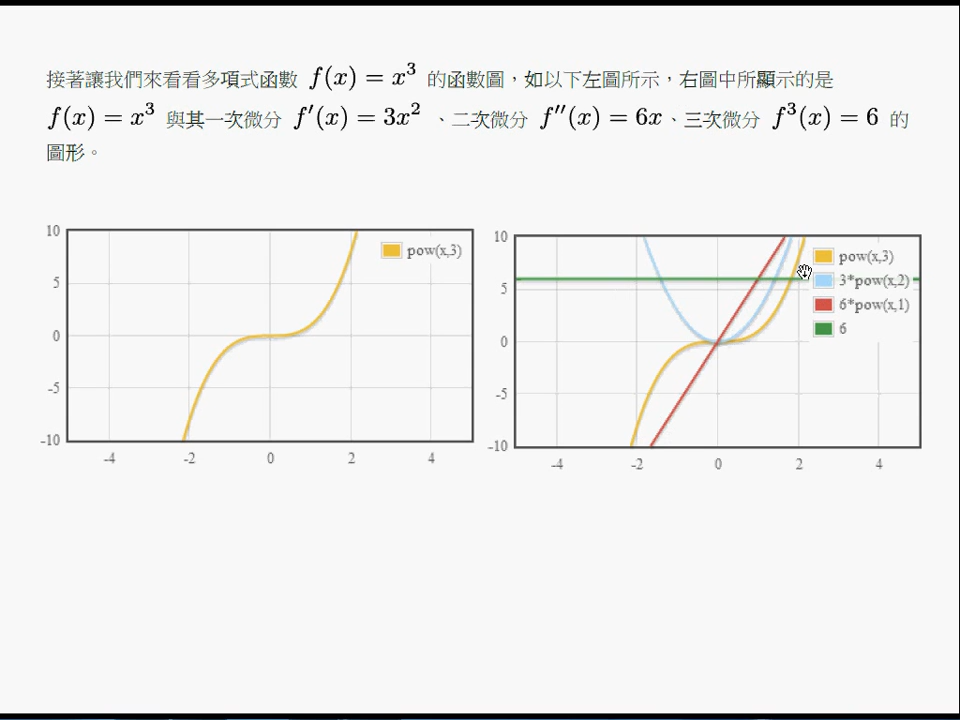 接著讓我們來看看多項式函數 f(x) = x³ 的函數圖，如以下左圖所示，右圖中所顯示的是
f(x) = x³ 與其一次微分 f′(x) = 3x² 、二次微分 f′′(x) = 6x、三次微分 f³(x) = 6 的
圖形。
10
5
0
-5
-10
-4 -2 0 2 4
pow(x,3)
10
5
0
-5
-10
-4 -2 0 2 4
pow(x,3)
3*pow(x,2)
6*pow(x,1)
6